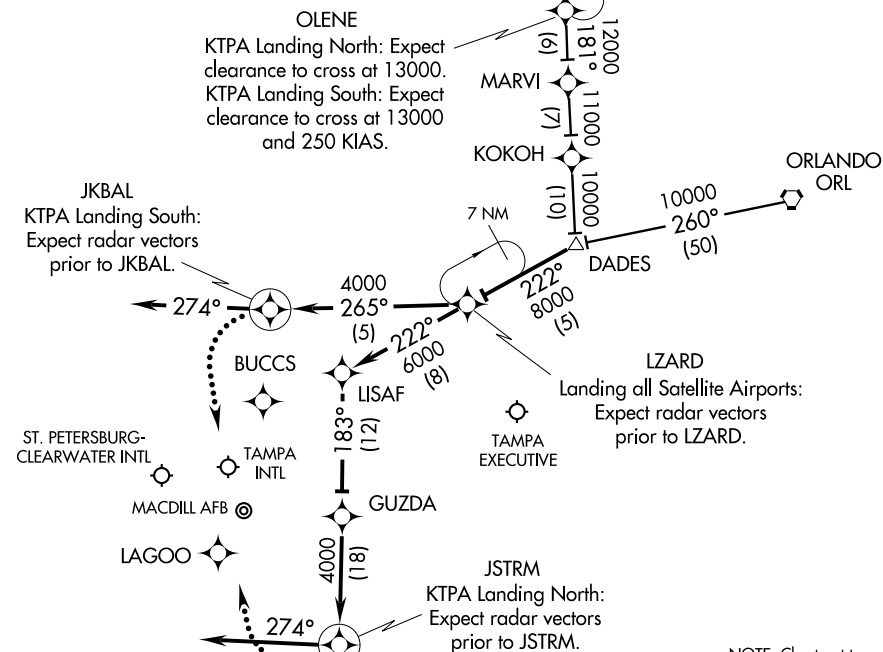 OLENE
KTPA Landing North: Expect
clearance to cross at 13000.
KTPA Landing South: Expect
clearance to cross at 13000
and 250 KIAS.
12000
181°
(6)
MARVI
11000
(7)
KOKOH
10000
(10)
ORLANDO
ORL
10000
260°
(50)
DADES
7 NM
222°
8000
(5)
JKBAL
KTPA Landing South:
Expect radar vectors
prior to JKBAL.
274°
4000
265°
(5)
222°
6000
(8)
LZARD
Landing all Satellite Airports:
Expect radar vectors
prior to LZARD.
BUCCS
LISAF
183°
(12)
TAMPA
EXECUTIVE
ST. PETERSBURG-
CLEARWATER INTL
TAMPA
INTL
MACDILL AFB
GUZDA
LAGOO
4000
(18)
JSTRM
KTPA Landing North:
Expect radar vectors
prior to JSTRM.
274°